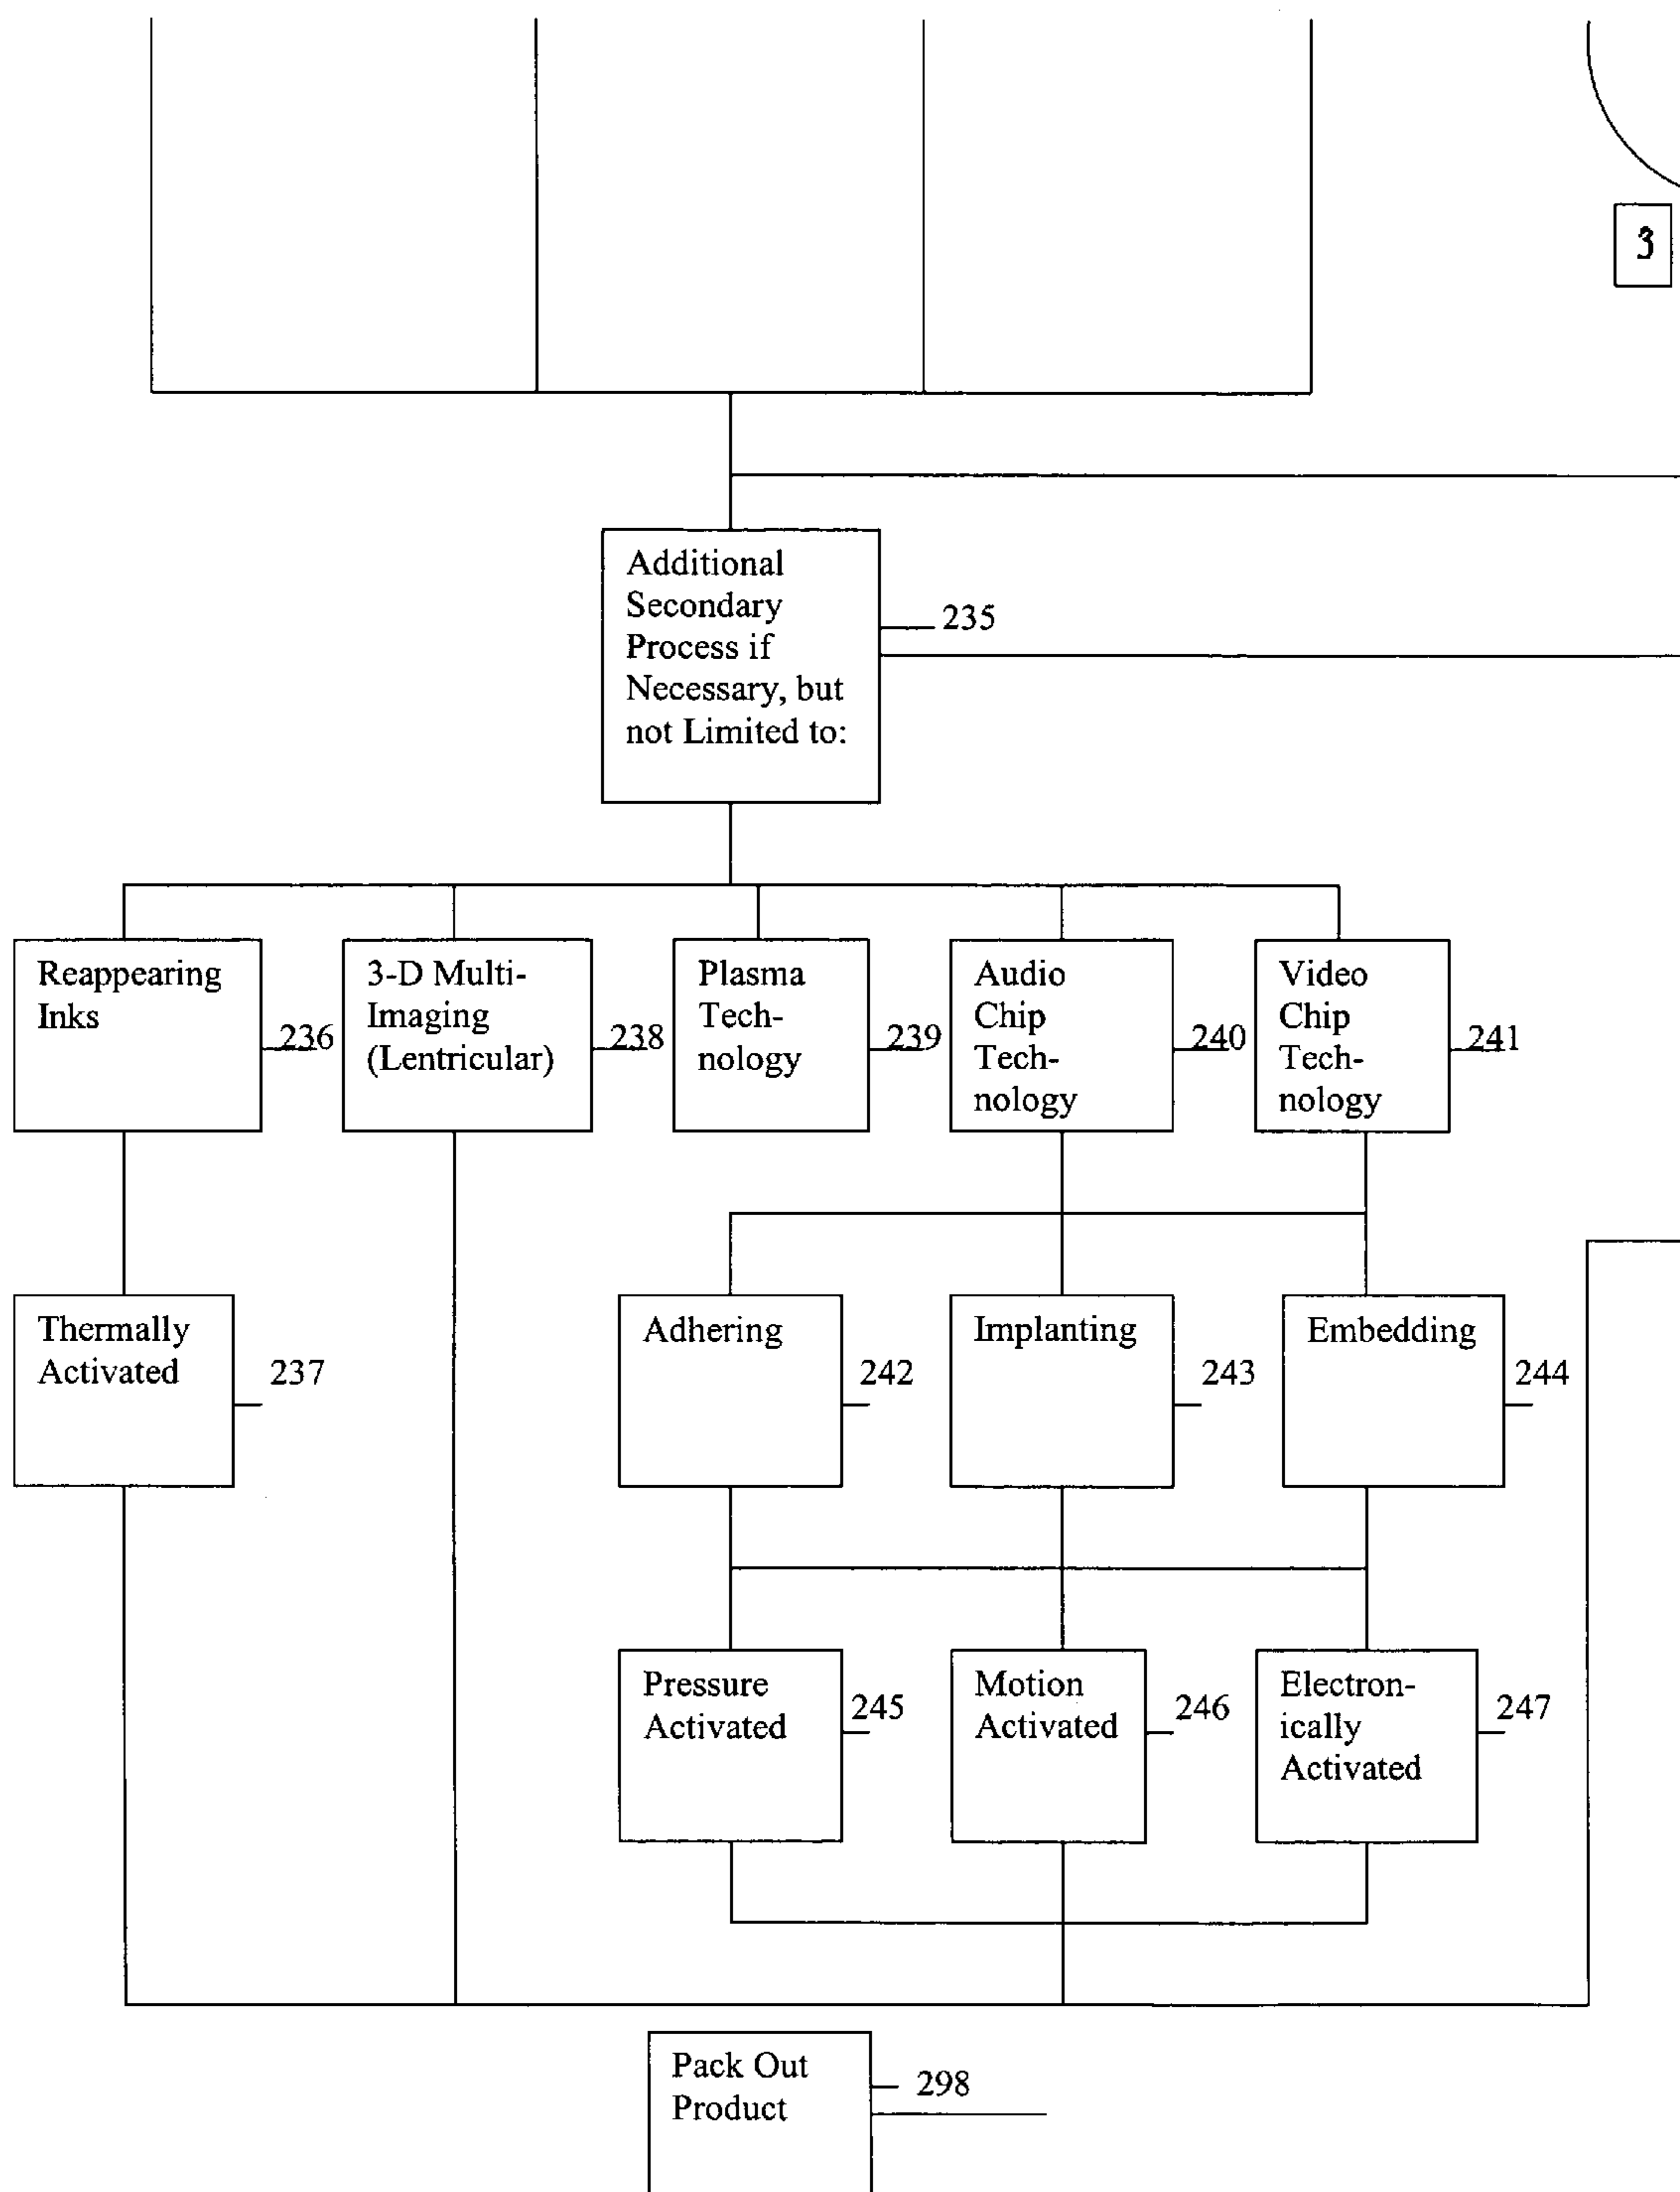 3
Additional
Secondary
Process if
Necessary, but
not Limited to:
235
Reappearing
Inks
236
3-D Multi-
Imaging
(Lentricular)
238
Plasma
Tech-
nology
239
Audio
Chip
Tech-
nology
240
Video
Chip
Tech-
nology
241
Thermally
Activated
237
Adhering
242
Implanting
243
Embedding
244
Pressure
Activated
245
Motion
Activated
246
Electron-
ically
Activated
247
Pack Out
Product
298